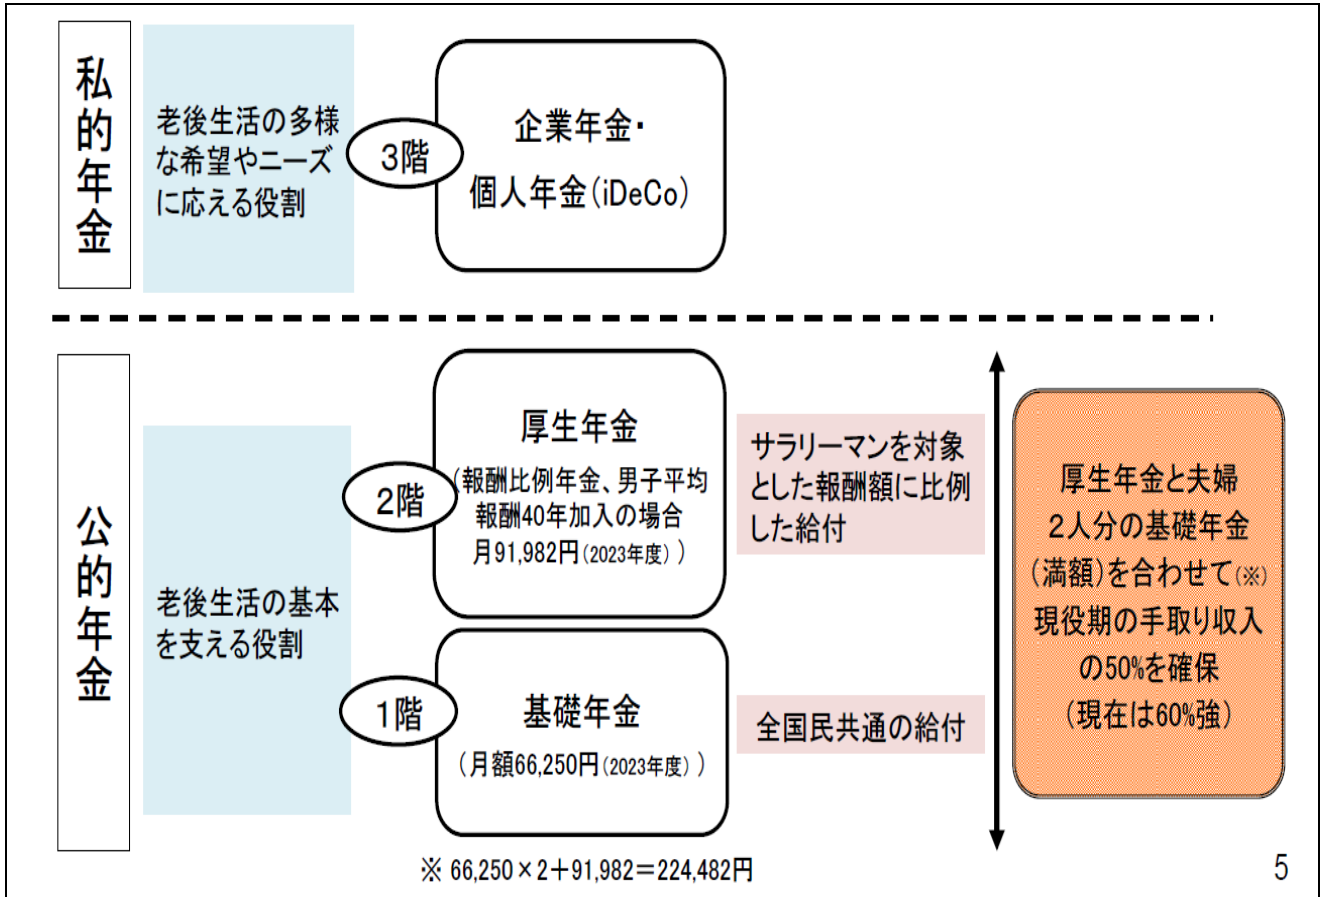 私的年金
老後生活の多様
な希望やニーズ
に応える役割
3階
企業年金・
個人年金(iDeCo)
公的年金
老後生活の基本
を支える役割
2階
厚生年金
(報酬比例年金、男子平均
報酬40年加入の場合
月91,982円(2023年度))
サラリーマンを対象
とした報酬額に比例
した給付
1階
基礎年金
(月額66,250円(2023年度))
全国民共通の給付
厚生年金と夫婦
2人分の基礎年金
(満額)を合わせて(※)
現役期の手取り収入
の50%を確保
(現在は60%強)
※ 66,250×2+91,982=224,482円
5